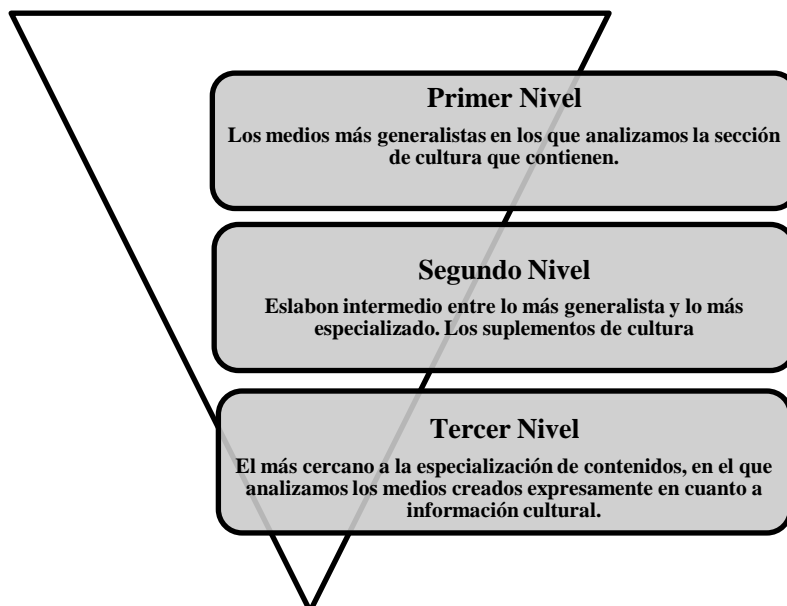 Primer Nivel
Los medios más generalistas en los que analizamos la sección
de cultura que contienen.
Segundo Nivel
Eslabon intermedio entre lo más generalista y lo más
especializado. Los suplementos de cultura
Tercer Nivel
El más cercano a la especialización de contenidos, en el que
analizamos los medios creados expresamente en cuanto a
información cultural.